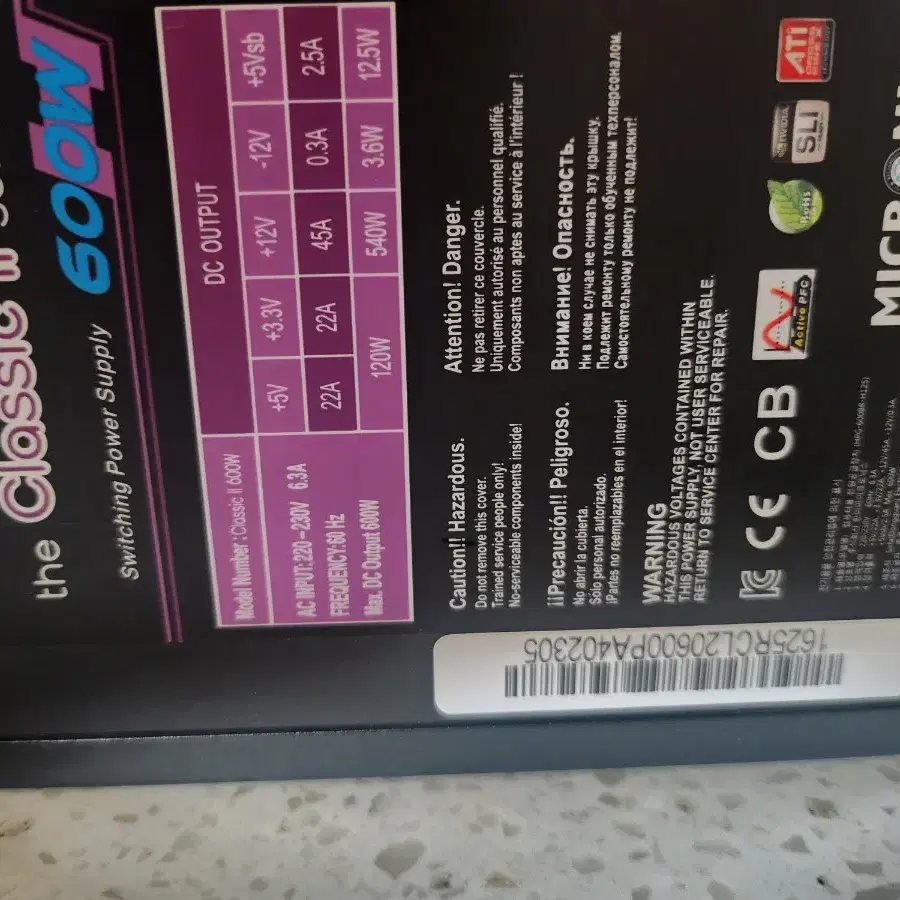 the Classic II
600W
Switching Power Supply
Model Number : Classic II 600W
DC OUTPUT
AC INPUT:220~230V 6.3A
FREQUENCY:60 Hz
+5V +3.3V +12V -12V +5Vsb
22A 22A 45A 0.3A 2.5A
Max. DC Output 600W
120W 540W 3.6W 12.5W
Caution!! Hazardous.
Do not remove this cover.
Trained service people only!
No-serviceable components inside!
Attention! Danger.
Ne pas retirer ce couvercle.
Uniquement autorisé au personnel qualifié.
Composants non aptes au service à l'intérieur !
¡¡Precaución!! Peligroso.
No abrir la cubierta.
Solo personal autorizado.
¡Partes no reemplazables en el interior!
Внимание! Опасность.
Ни в коем случае не снимать эту крышку.
Подлежит ремонту только обученным техперсоналом.
Самостоятельному ремонту не подлежит!
WARNING
HAZARDOUS VOLTAGES CONTAINED WITHIN
THIS POWER SUPPLY, NOT USER SERVICEABLE.
RETURN TO SERVICE CENTER FOR REPAIR.
CE CB
Active PFC
RoHS
NVIDIA
SLI
ATI
1625RCL20600PA402305